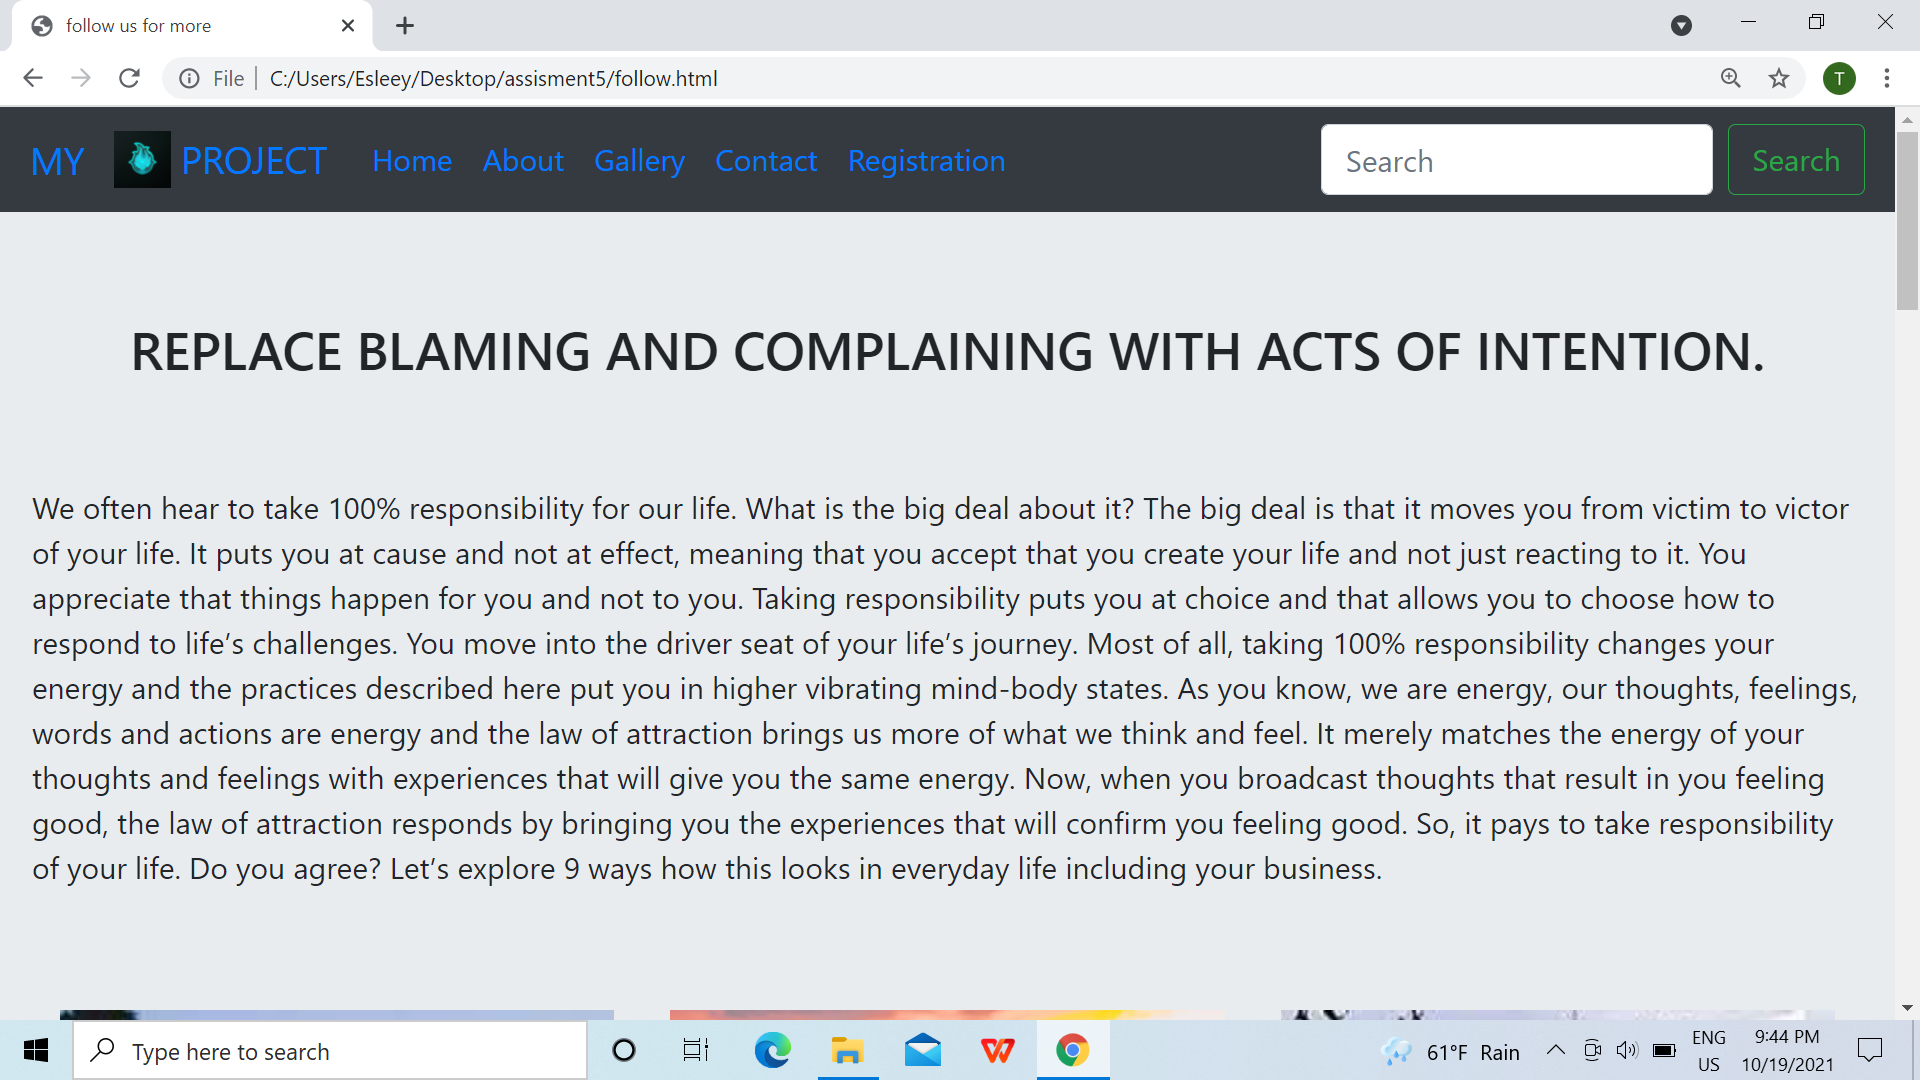 follow us for more
File C:/Users/Esleey/Desktop/assisment5/follow.html
T
MY PROJECT Home About Gallery Contact Registration Search Search
REPLACE BLAMING AND COMPLAINING WITH ACTS OF INTENTION.
We often hear to take 100% responsibility for our life. What is the big deal about it? The big deal is that it moves you from victim to victor
of your life. It puts you at cause and not at effect, meaning that you accept that you create your life and not just reacting to it. You
appreciate that things happen for you and not to you. Taking responsibility puts you at choice and that allows you to choose how to
respond to life’s challenges. You move into the driver seat of your life’s journey. Most of all, taking 100% responsibility changes your
energy and the practices described here put you in higher vibrating mind-body states. As you know, we are energy, our thoughts, feelings,
words and actions are energy and the law of attraction brings us more of what we think and feel. It merely matches the energy of your
thoughts and feelings with experiences that will give you the same energy. Now, when you broadcast thoughts that result in you feeling
good, the law of attraction responds by bringing you the experiences that will confirm you feeling good. So, it pays to take responsibility
of your life. Do you agree? Let’s explore 9 ways how this looks in everyday life including your business.
Type here to search
61°F Rain
ENG
US
9:44 PM
10/19/2021